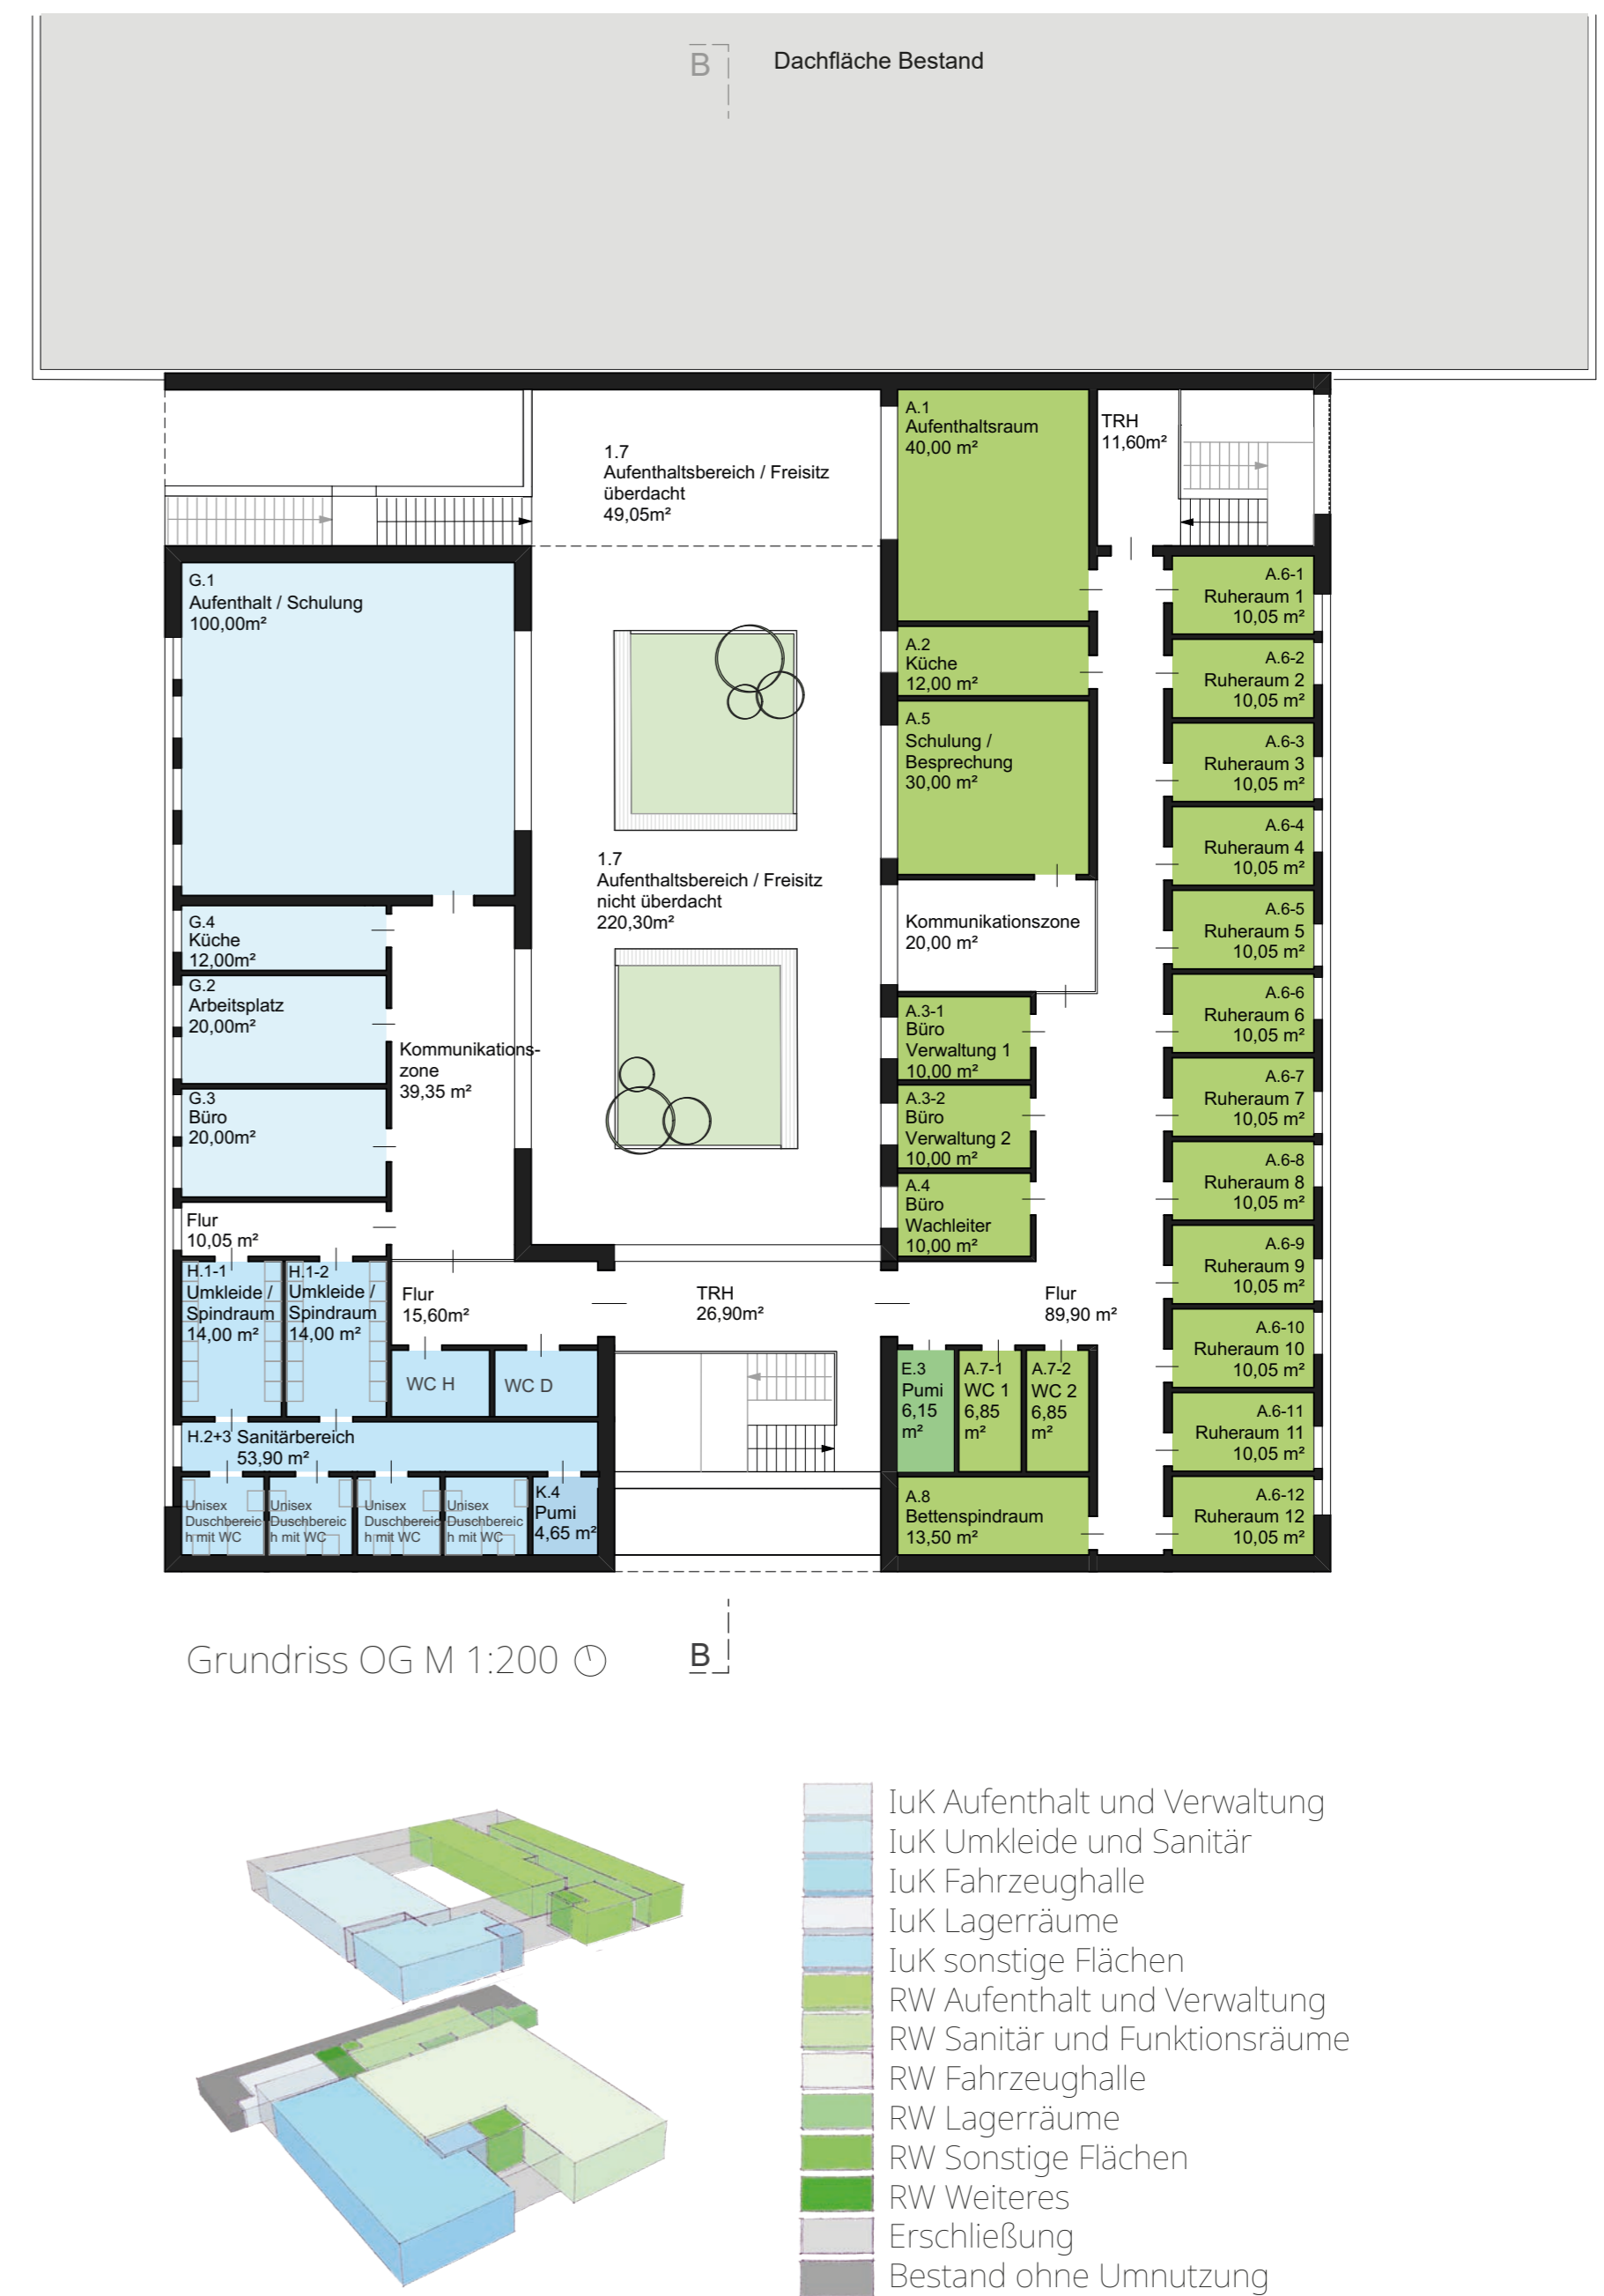 B
Dachfläche Bestand
A.1
Aufenthaltsraum
40,00 m²
TRH
11,60m²
1.7
Aufenthaltsbereich / Freisitz
überdacht
49,05m²
G.1
Aufenthalt / Schulung
100,00m²
A.2
Küche
12,00 m²
A.5
Schulung /
Besprechung
30,00 m²
1.7
Aufenthaltsbereich / Freisitz
nicht überdacht
220,30m²
Kommunikationszone
20,00 m²
G.4
Küche
12,00m²
G.2
Arbeitsplatz
20,00m²
G.3
Büro
20,00m²
Kommunikations-
zone
39,35 m²
A.3-1
Büro
Verwaltung 1
10,00 m²
A.3-2
Büro
Verwaltung 2
10,00 m²
A.4
Büro
Wachleiter
10,00 m²
A.6-1
Ruheraum 1
10,05 m²
A.6-2
Ruheraum 2
10,05 m²
A.6-3
Ruheraum 3
10,05 m²
A.6-4
Ruheraum 4
10,05 m²
A.6-5
Ruheraum 5
10,05 m²
A.6-6
Ruheraum 6
10,05 m²
A.6-7
Ruheraum 7
10,05 m²
A.6-8
Ruheraum 8
10,05 m²
A.6-9
Ruheraum 9
10,05 m²
A.6-10
Ruheraum 10
10,05 m²
A.6-11
Ruheraum 11
10,05 m²
A.6-12
Ruheraum 12
10,05 m²
Flur
10,05 m²
H.1-1
Umkleide /
Spindraum
14,00 m²
H.1-2
Umkleide /
Spindraum
14,00 m²
Flur
15,60m²
TRH
26,90m²
Flur
89,90 m²
WC H
WC D
E.3
Pumi
6,15
m²
A.7-1
WC 1
6,85
m²
A.7-2
WC 2
6,85
m²
H.2+3 Sanitärbereich
53,90 m²
Unisex
Duschbereic
h mit WC
Unisex
Duschbereic
h mit WC
Unisex
Duschbereic
h mit WC
Unisex
Duschbereic
h mit WC
K.4
Pumi
4,65 m²
A.8
Bettenspindraum
13,50 m²
Grundriss OG M 1:200
B
IuK Aufenthalt und Verwaltung
IuK Umkleide und Sanitär
IuK Fahrzeughalle
IuK Lagerräume
IuK sonstige Flächen
RW Aufenthalt und Verwaltung
RW Sanitär und Funktionsräume
RW Fahrzeughalle
RW Lagerräume
RW Sonstige Flächen
RW Weiteres
Erschließung
Bestand ohne Umnutzung